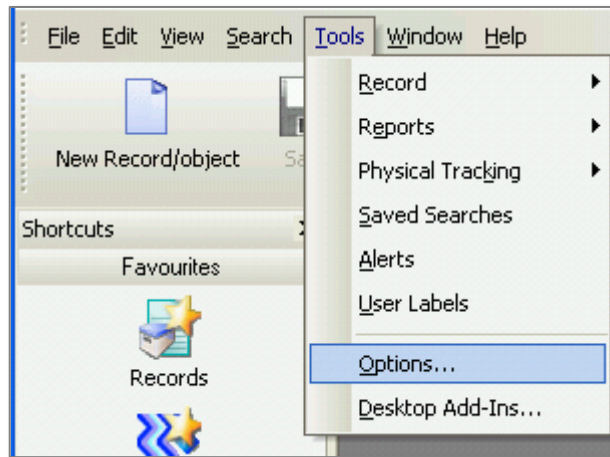 File Edit View Search Tools Window Help
New Record/object
Record
Reports
Physical Tracking
Saved Searches
Alerts
User Labels
Options...
Desktop Add-Ins...
Shortcuts
Favourites
Records